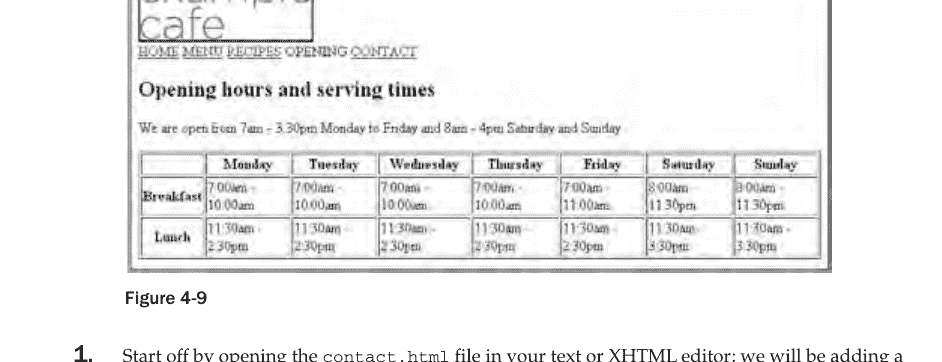 cafe
HOME MENU RECIPES OPENING CONTACT
Opening hours and serving times
We are open from 7am - 3.30pm Monday to Friday and 8am - 4pm Saturday and Sunday
Monday Tuesday Wednesday Thursday Friday Saturday Sunday
Breakfast 7:00am - 7:00am - 7:00am - 7:00am - 7:00am - 8:00am - 8:00am -
10:00am 10:00am 10:00am 10:00am 11:00am 11:30pm 11:30pm
Lunch 11:30am - 11:30am - 11:30am - 11:30am - 11:30am - 11:30am - 11:30am -
2:30pm 2:30pm 2:30pm 2:30pm 2:30pm 3:30pm 3:30pm
Figure 4-9
1. Start off by opening the contact.html file in your text or XHTML editor; we will be adding a